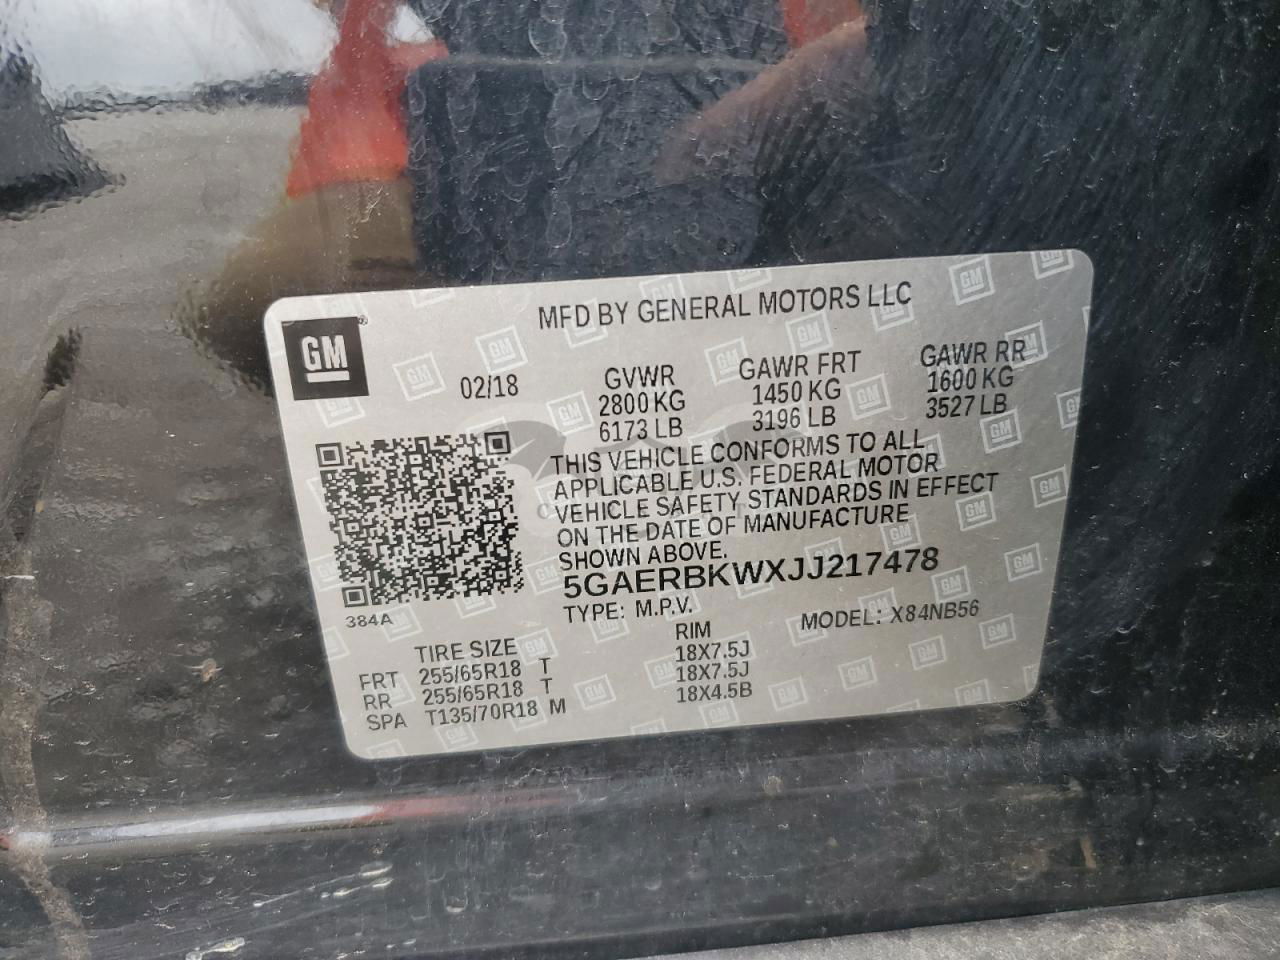 MFD BY GENERAL MOTORS LLC
GM
02/18
GVWR GAWR FRT GAWR RR
2800 KG 1450 KG 1600 KG
6173 LB 3196 LB 3527 LB
THIS VEHICLE CONFORMS TO ALL
APPLICABLE U.S. FEDERAL MOTOR
VEHICLE SAFETY STANDARDS IN EFFECT
ON THE DATE OF MANUFACTURE
SHOWN ABOVE.
5GAERBKWXJJ217478
TYPE: M.P.V. MODEL: X84NB56
384A
TIRE SIZE RIM
FRT 255/65R18 T 18X7.5J
RR 255/65R18 T 18X7.5J
SPA T135/70R18 M 18X4.5B